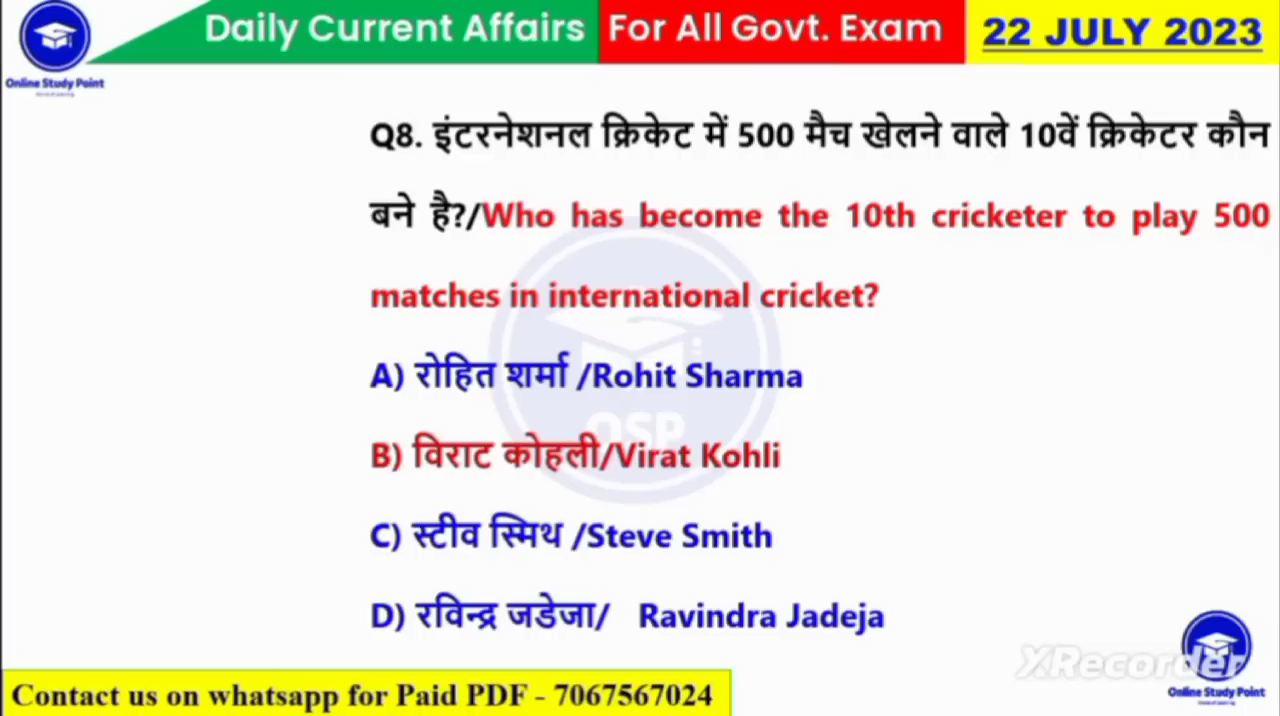 Daily Current Affairs For All Govt. Exam 22 JULY 2023
Online Study Point
Q8. इंटरनेशनल क्रिकेट में 500 मैच खेलने वाले 10वें क्रिकेटर कौन
बने है?/Who has become the 10th cricketer to play 500
matches in international cricket?
A) रोहित शर्मा /Rohit Sharma
OSP
B) विराट कोहली/Virat Kohli
C) स्टीव स्मिथ /Steve Smith
D) रविन्द्र जडेजा/ Ravindra Jadeja
XRecorder
Online Study Point
Contact us on whatsapp for Paid PDF - 7067567024